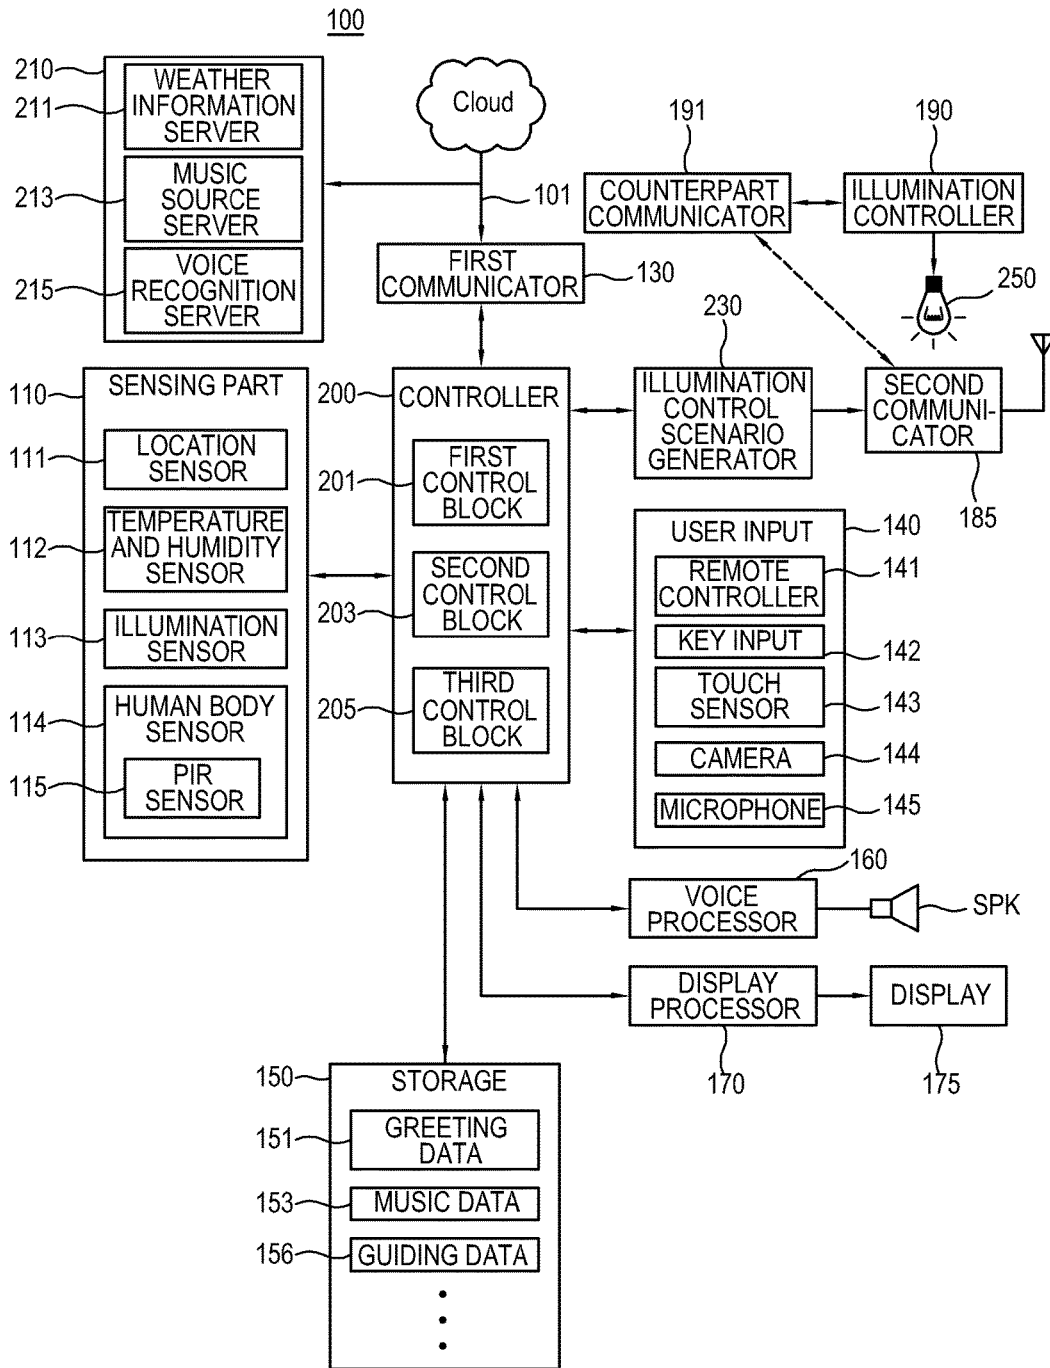 100
210
WEATHER
INFORMATION
SERVER
211
MUSIC
SOURCE
SERVER
213
VOICE
RECOGNITION
SERVER
215
Cloud
101
FIRST
COMMUNICATOR
130
191
COUNTERPART
COMMUNICATOR
190
ILLUMINATION
CONTROLLER
250
230
ILLUMINATION
CONTROL
SCENARIO
GENERATOR
SECOND
COMMUNI-
CATOR
185
110
SENSING PART
111
LOCATION
SENSOR
112
TEMPERATURE
AND HUMIDITY
SENSOR
113
ILLUMINATION
SENSOR
114
HUMAN BODY
SENSOR
115
PIR
SENSOR
200
CONTROLLER
201
FIRST
CONTROL
BLOCK
203
SECOND
CONTROL
BLOCK
205
THIRD
CONTROL
BLOCK
USER INPUT
140
REMOTE
CONTROLLER
141
KEY INPUT
142
TOUCH
SENSOR
143
CAMERA
144
MICROPHONE
145
160
VOICE
PROCESSOR
SPK
DISPLAY
PROCESSOR
170
DISPLAY
175
150
STORAGE
151
GREETING
DATA
153
MUSIC DATA
156
GUIDING DATA